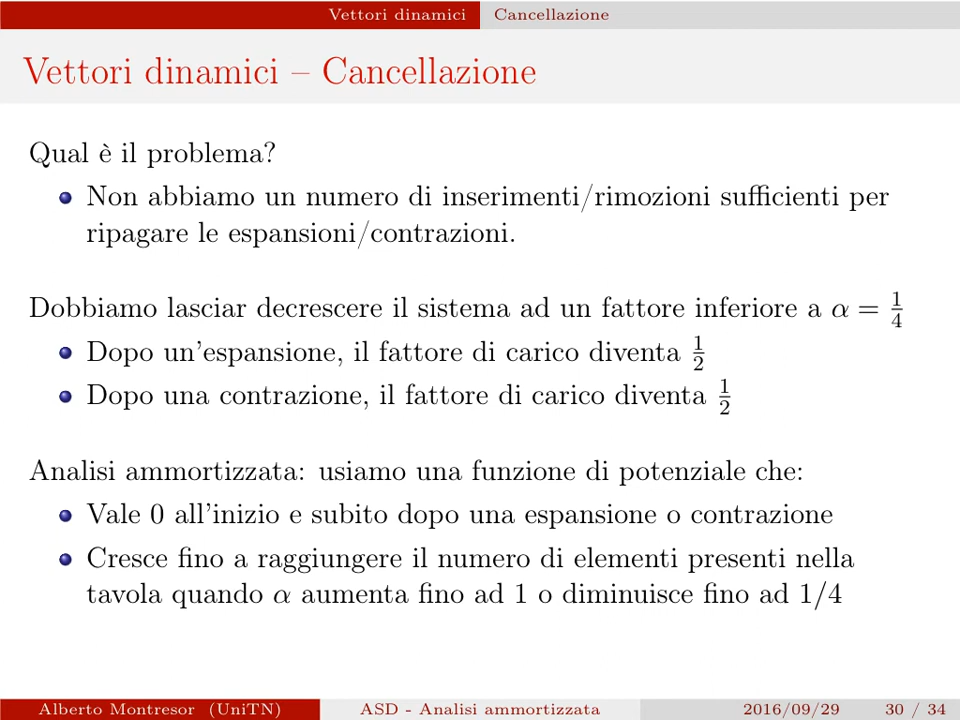 Vettori dinamici Cancellazione
Vettori dinamici – Cancellazione
Qual è il problema?
Non abbiamo un numero di inserimenti/rimozioni sufficienti per
ripagare le espansioni/contrazioni.
Dobbiamo lasciar decrescere il sistema ad un fattore inferiore a α = 1/4
Dopo un'espansione, il fattore di carico diventa 1/2
Dopo una contrazione, il fattore di carico diventa 1/2
Analisi ammortizzata: usiamo una funzione di potenziale che:
Vale 0 all'inizio e subito dopo una espansione o contrazione
Cresce fino a raggiungere il numero di elementi presenti nella
tavola quando α aumenta fino ad 1 o diminuisce fino ad 1/4
Alberto Montresor (UniTN) ASD - Analisi ammortizzata 2016/09/29 30 / 34